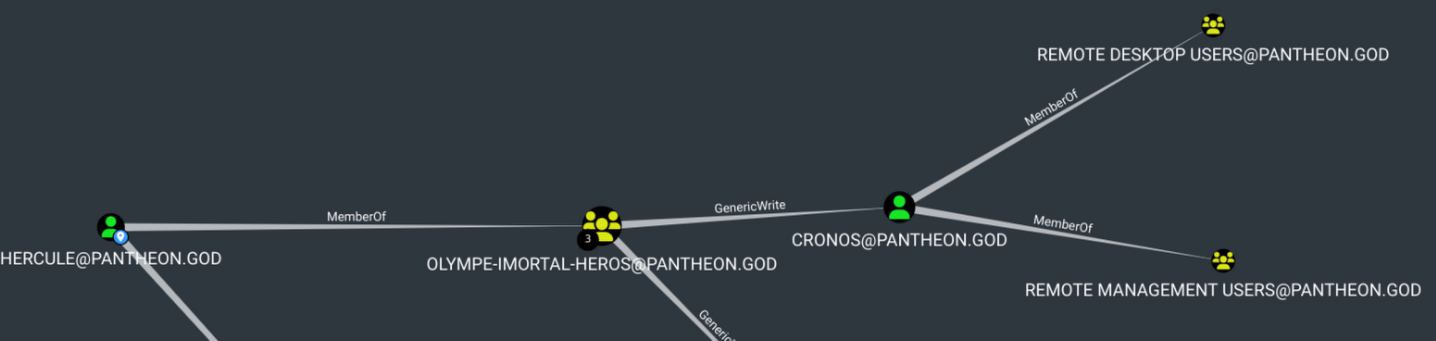 REMOTE DESKTOP USERS@PANTHEON.GOD
MemberOf
MemberOf
GenericWrite
MemberOf
HERCULE@PANTHEON.GOD
3
OLYMPE-IMORTAL-HEROS@PANTHEON.GOD
CRONOS@PANTHEON.GOD
REMOTE MANAGEMENT USERS@PANTHEON.GOD